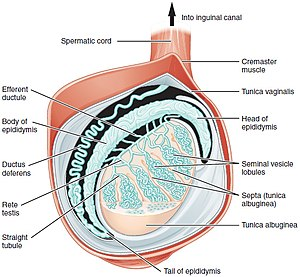 Into inguinal canal
Spermatic cord
Cremaster
muscle
Tunica vaginalis
Efferent
ductule
Body of
epididymis
Head of
epididymis
Ductus
deferens
Seminal vesicle
lobules
Rete
testis
Septa (tunica
albuginea)
Straight
tubule
Tunica albuginea
Tail of epididymis